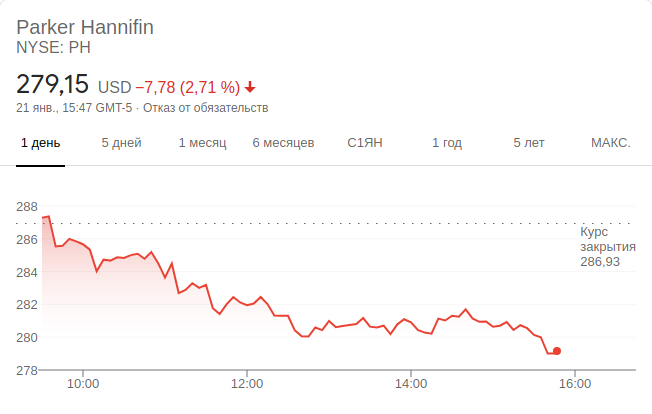 Parker Hannifin
NYSE: PH
279,15 USD −7,78 (2,71 %)
21 янв., 15:47 GMT-5 · Отказ от обязательств
1 день 5 дней 1 месяц 6 месяцев С1ЯН 1 год 5 лет МАКС.
288
286
284
282
280
278
Курс
закрытия
286,93
10:00 12:00 14:00 16:00